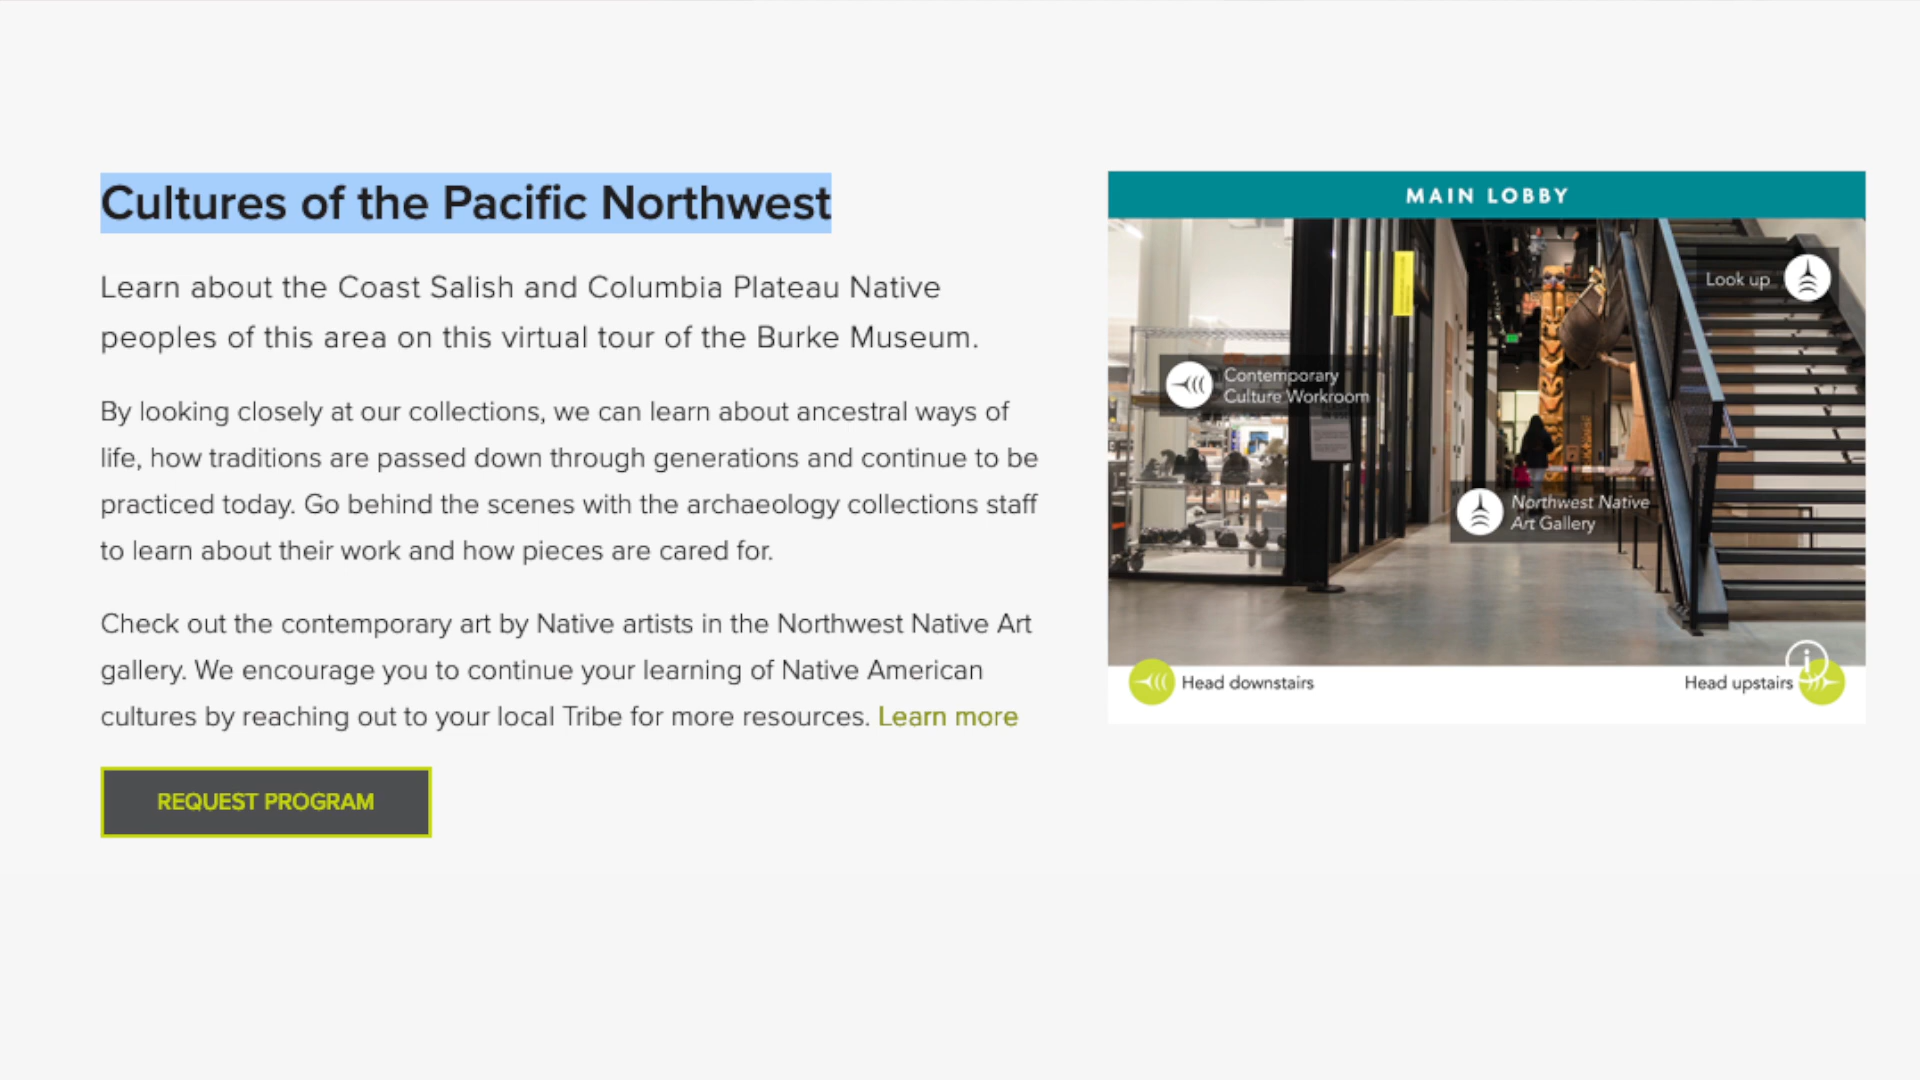 Cultures of the Pacific Northwest
Learn about the Coast Salish and Columbia Plateau Native
peoples of this area on this virtual tour of the Burke Museum.
By looking closely at our collections, we can learn about ancestral ways of
life, how traditions are passed down through generations and continue to be
practiced today. Go behind the scenes with the archaeology collections staff
to learn about their work and how pieces are cared for.
Check out the contemporary art by Native artists in the Northwest Native Art
gallery. We encourage you to continue your learning of Native American
cultures by reaching out to your local Tribe for more resources. Learn more
REQUEST PROGRAM
MAIN LOBBY
Look up
Contemporary
Culture Workroom
Northwest Native
Art Gallery
Head downstairs
Head upstairs